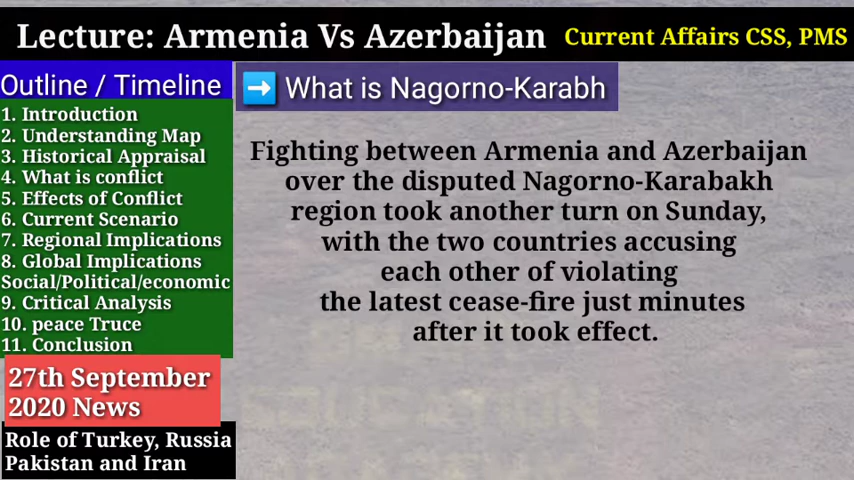 Lecture: Armenia Vs Azerbaijan Current Affairs CSS, PMS
Outline / Timeline
1. Introduction
2. Understanding Map
3. Historical Appraisal
4. What is conflict
5. Effects of Conflict
6. Current Scenario
7. Regional Implications
8. Global Implications
Social/Political/economic
9. Critical Analysis
10. peace Truce
11. Conclusion
27th September
2020 News
Role of Turkey, Russia
Pakistan and Iran
➡ What is Nagorno-Karabh
Fighting between Armenia and Azerbaijan
over the disputed Nagorno-Karabakh
region took another turn on Sunday,
with the two countries accusing
each other of violating
the latest cease-fire just minutes
after it took effect.